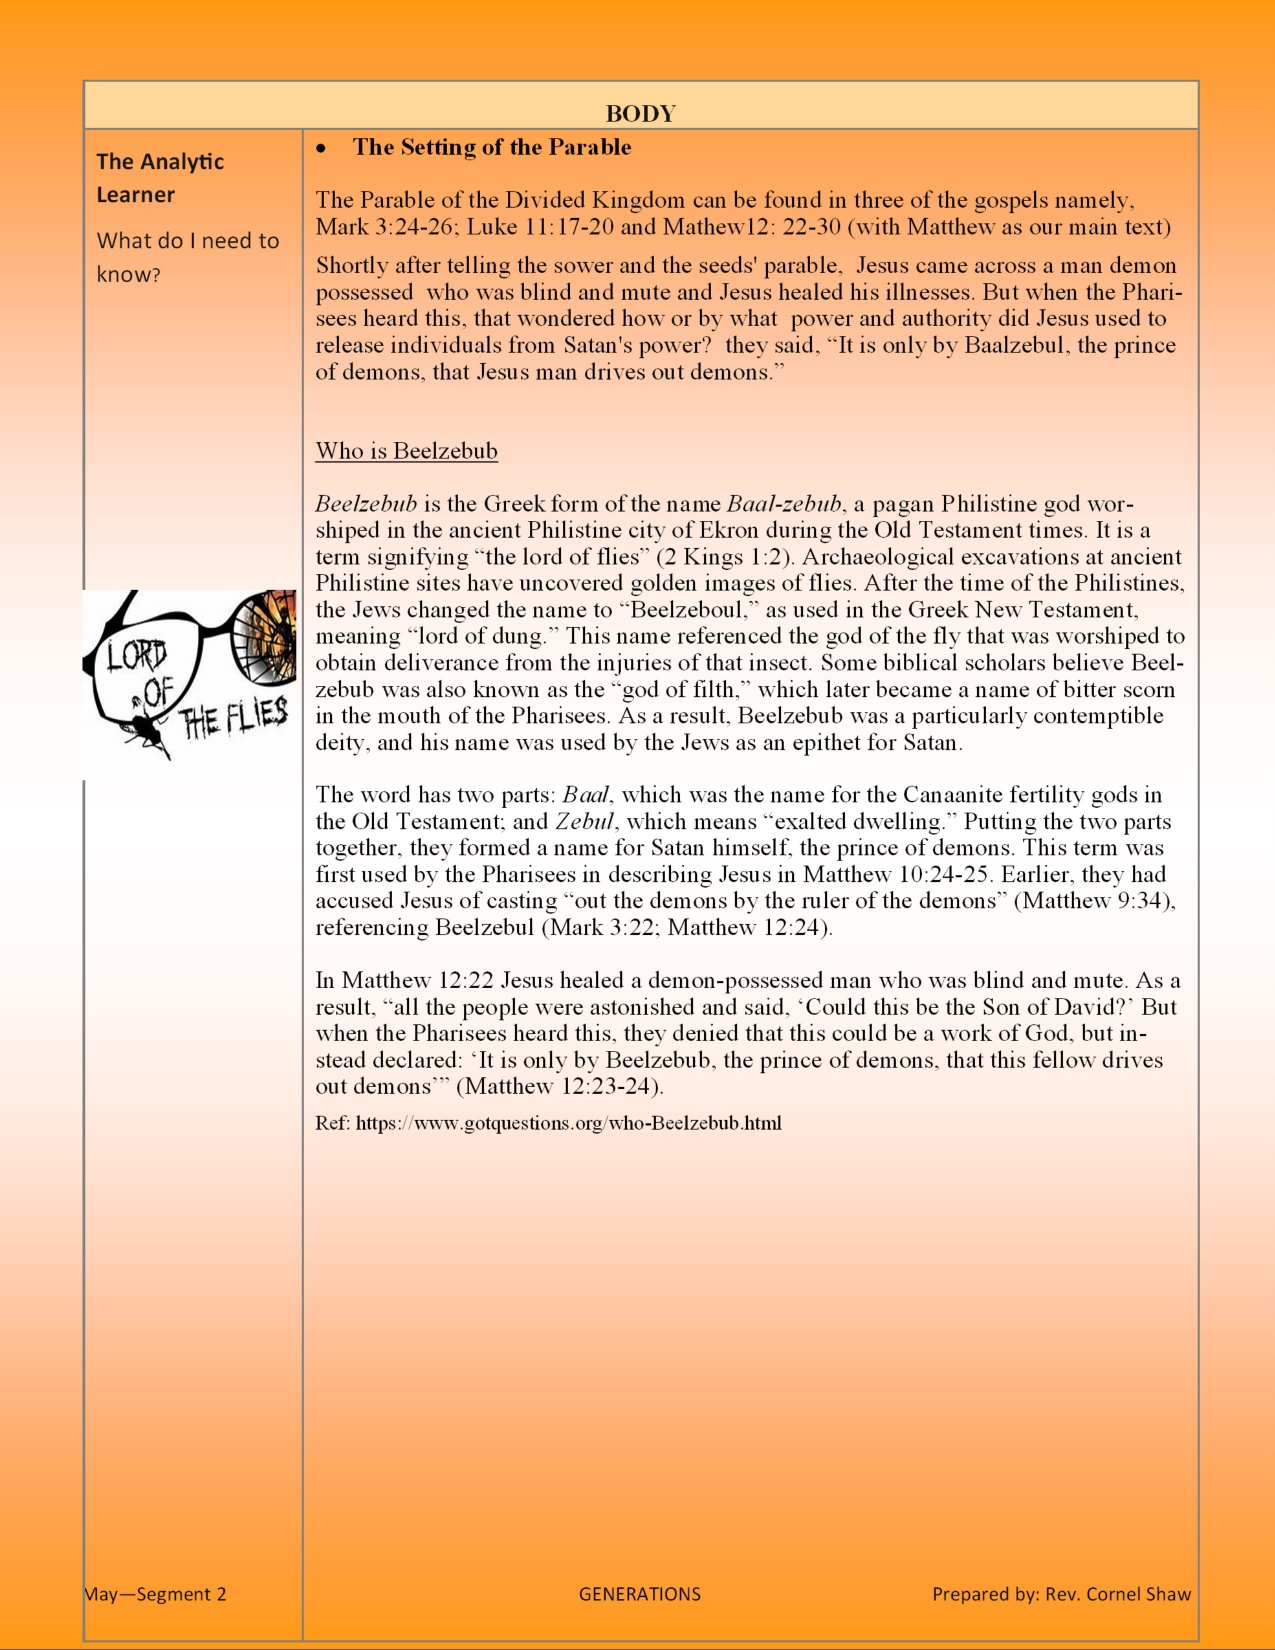 BODY
The Analytic
Learner
What do I need to
know?
• The Setting of the Parable
The Parable of the Divided Kingdom can be found in three of the gospels namely,
Mark 3:24-26; Luke 11:17-20 and Mathew12: 22-30 (with Matthew as our main text)
Shortly after telling the sower and the seeds' parable,  Jesus came across a man demon
possessed  who was blind and mute and Jesus healed his illnesses. But when the Phari-
sees heard this, that wondered how or by what  power and authority did Jesus used to
release individuals from Satan's power?  they said, “It is only by Baalzebul, the prince
of demons, that Jesus man drives out demons.”
Who is Beelzebub
Beelzebub is the Greek form of the name Baal-zebub, a pagan Philistine god wor-
shiped in the ancient Philistine city of Ekron during the Old Testament times. It is a
term signifying “the lord of flies” (2 Kings 1:2). Archaeological excavations at ancient
Philistine sites have uncovered golden images of flies. After the time of the Philistines,
the Jews changed the name to “Beelzeboul,” as used in the Greek New Testament,
meaning “lord of dung.” This name referenced the god of the fly that was worshiped to
obtain deliverance from the injuries of that insect. Some biblical scholars believe Beel-
zebub was also known as the “god of filth,” which later became a name of bitter scorn
in the mouth of the Pharisees. As a result, Beelzebub was a particularly contemptible
deity, and his name was used by the Jews as an epithet for Satan.
LORD
OF
THE FLIES
The word has two parts: Baal, which was the name for the Canaanite fertility gods in
the Old Testament; and Zebul, which means “exalted dwelling.” Putting the two parts
together, they formed a name for Satan himself, the prince of demons. This term was
first used by the Pharisees in describing Jesus in Matthew 10:24-25. Earlier, they had
accused Jesus of casting “out the demons by the ruler of the demons” (Matthew 9:34),
referencing Beelzebul (Mark 3:22; Matthew 12:24).
In Matthew 12:22 Jesus healed a demon-possessed man who was blind and mute. As a
result, “all the people were astonished and said, ‘Could this be the Son of David?’ But
when the Pharisees heard this, they denied that this could be a work of God, but in-
stead declared: ‘It is only by Beelzebub, the prince of demons, that this fellow drives
out demons’” (Matthew 12:23-24).
Ref: https://www.gotquestions.org/who-Beelzebub.html
May—Segment 2 GENERATIONS Prepared by: Rev. Cornel Shaw